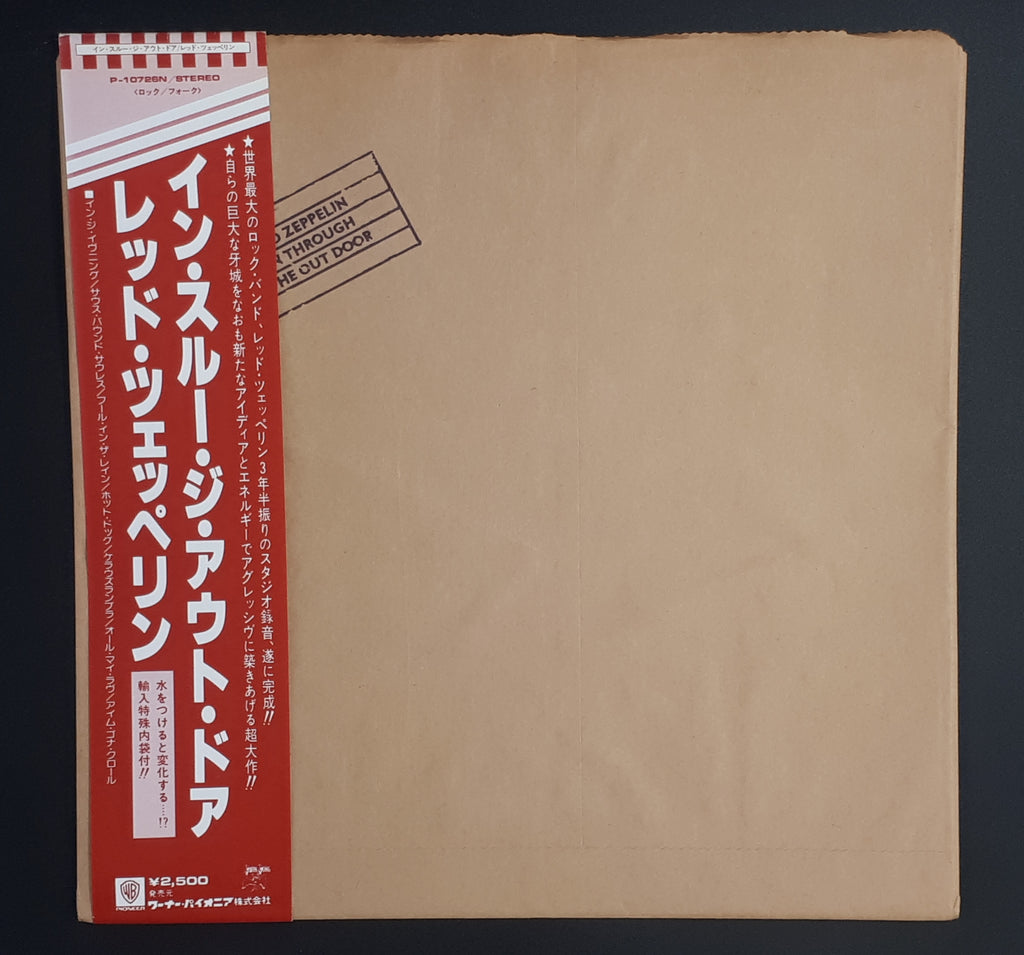 イン・スルー・ジ・アウト・ドア/レッド・ツェッペリン
P-10726N/STEREO
〈ロック/フォーク〉
★世界最大のロック・バンド、レッド・ツェッペリン3年半振りのスタジオ録音、遂に完成!!
★自らの巨大な牙城をなおも新たなアイディアとエネルギーでアグレッシヴに築きあげる超大作!!
イン・スルー・ジ・アウト・ドア
レッド・ツェッペリン
■イン・ジ・イヴニング/サウス・バウンド・サウレス/フール・イン・ザ・レイン/ホット・ドッグ/ケラウズランブラ/オール・マイ・ラヴ/アイム・ゴナ・クロール
水をつけると変化する……!?
輸入特殊内袋付!!
WB
PIONEER
¥2,500
発売元
ワーナー・パイオニア株式会社
D ZEPPELIN
THROUGH
HE OUT DOOR